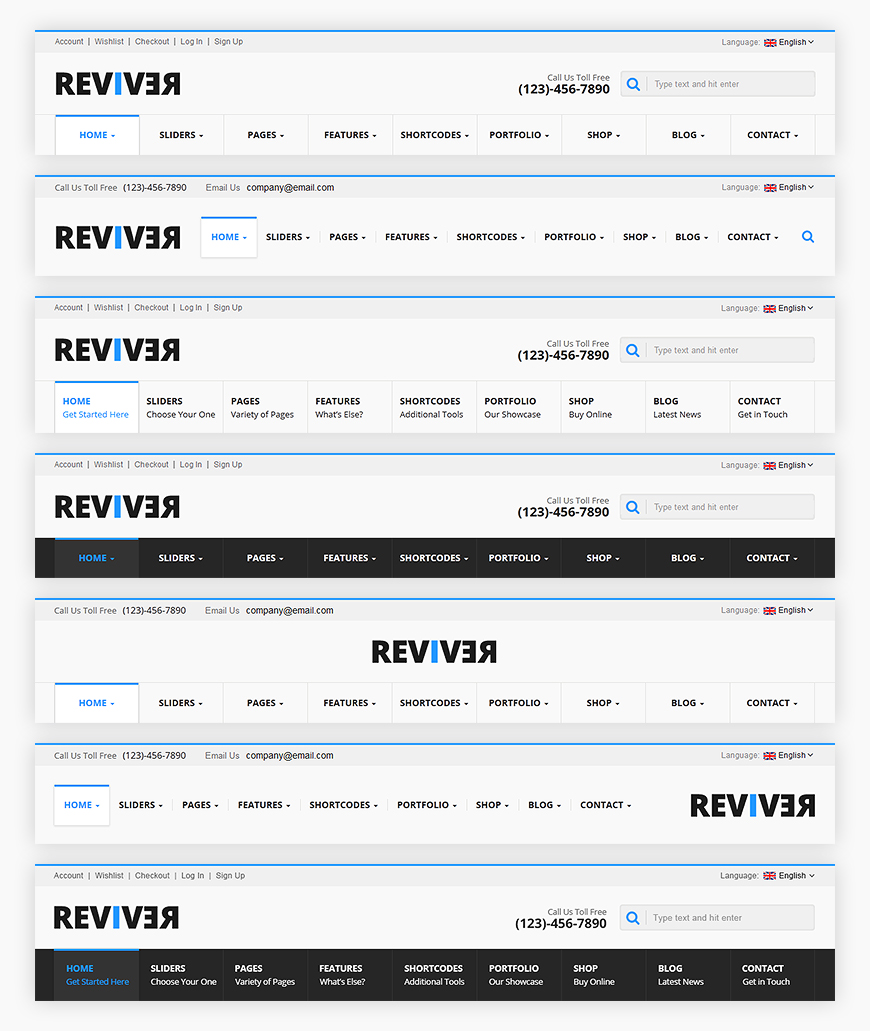 Account | Wishlist | Checkout | Log In | Sign Up Language: English
REVIVEЯ Call Us Toll Free
(123)-456-7890 Type text and hit enter
HOME SLIDERS PAGES FEATURES SHORTCODES PORTFOLIO SHOP BLOG CONTACT
Call Us Toll Free (123)-456-7890 Email Us company@email.com Language: English
REVIVEЯ HOME SLIDERS PAGES FEATURES SHORTCODES PORTFOLIO SHOP BLOG CONTACT
Account | Wishlist | Checkout | Log In | Sign Up Language: English
REVIVEЯ Call Us Toll Free
(123)-456-7890 Type text and hit enter
HOME SLIDERS PAGES FEATURES SHORTCODES PORTFOLIO SHOP BLOG CONTACT
Get Started Here Choose Your One Variety of Pages What's Else? Additional Tools Our Showcase Buy Online Latest News Get in Touch
Account | Wishlist | Checkout | Log In | Sign Up Language: English
REVIVEЯ Call Us Toll Free
(123)-456-7890 Type text and hit enter
HOME SLIDERS PAGES FEATURES SHORTCODES PORTFOLIO SHOP BLOG CONTACT
Call Us Toll Free (123)-456-7890 Email Us company@email.com Language: English
REVIVEЯ
HOME SLIDERS PAGES FEATURES SHORTCODES PORTFOLIO SHOP BLOG CONTACT
Call Us Toll Free (123)-456-7890 Email Us company@email.com Language: English
HOME SLIDERS PAGES FEATURES SHORTCODES PORTFOLIO SHOP BLOG CONTACT REVIVEЯ
Account | Wishlist | Checkout | Log In | Sign Up Language: English
REVIVEЯ Call Us Toll Free
(123)-456-7890 Type text and hit enter
HOME SLIDERS PAGES FEATURES SHORTCODES PORTFOLIO SHOP BLOG CONTACT
Get Started Here Choose Your One Variety of Pages What's Else? Additional Tools Our Showcase Buy Online Latest News Get in Touch